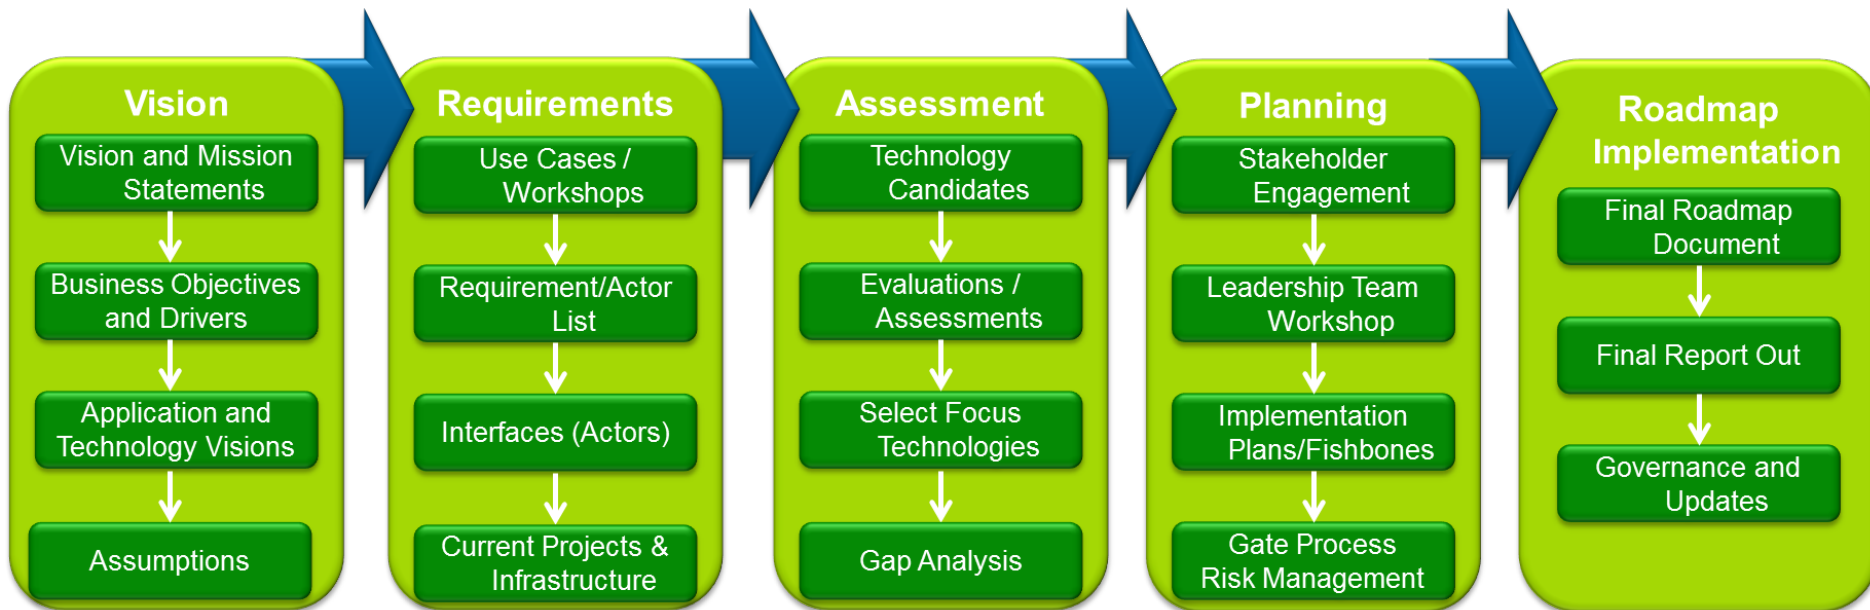 Vision
Vision and Mission
Statements
Business Objectives
and Drivers
Application and
Technology Visions
Assumptions
Requirements
Use Cases /
Workshops
Requirement/Actor
List
Interfaces (Actors)
Current Projects &
Infrastructure
Assessment
Technology
Candidates
Evaluations /
Assessments
Select Focus
Technologies
Gap Analysis
Planning
Stakeholder
Engagement
Leadership Team
Workshop
Implementation
Plans/Fishbones
Gate Process
Risk Management
Roadmap
Implementation
Final Roadmap
Document
Final Report Out
Governance and
Updates